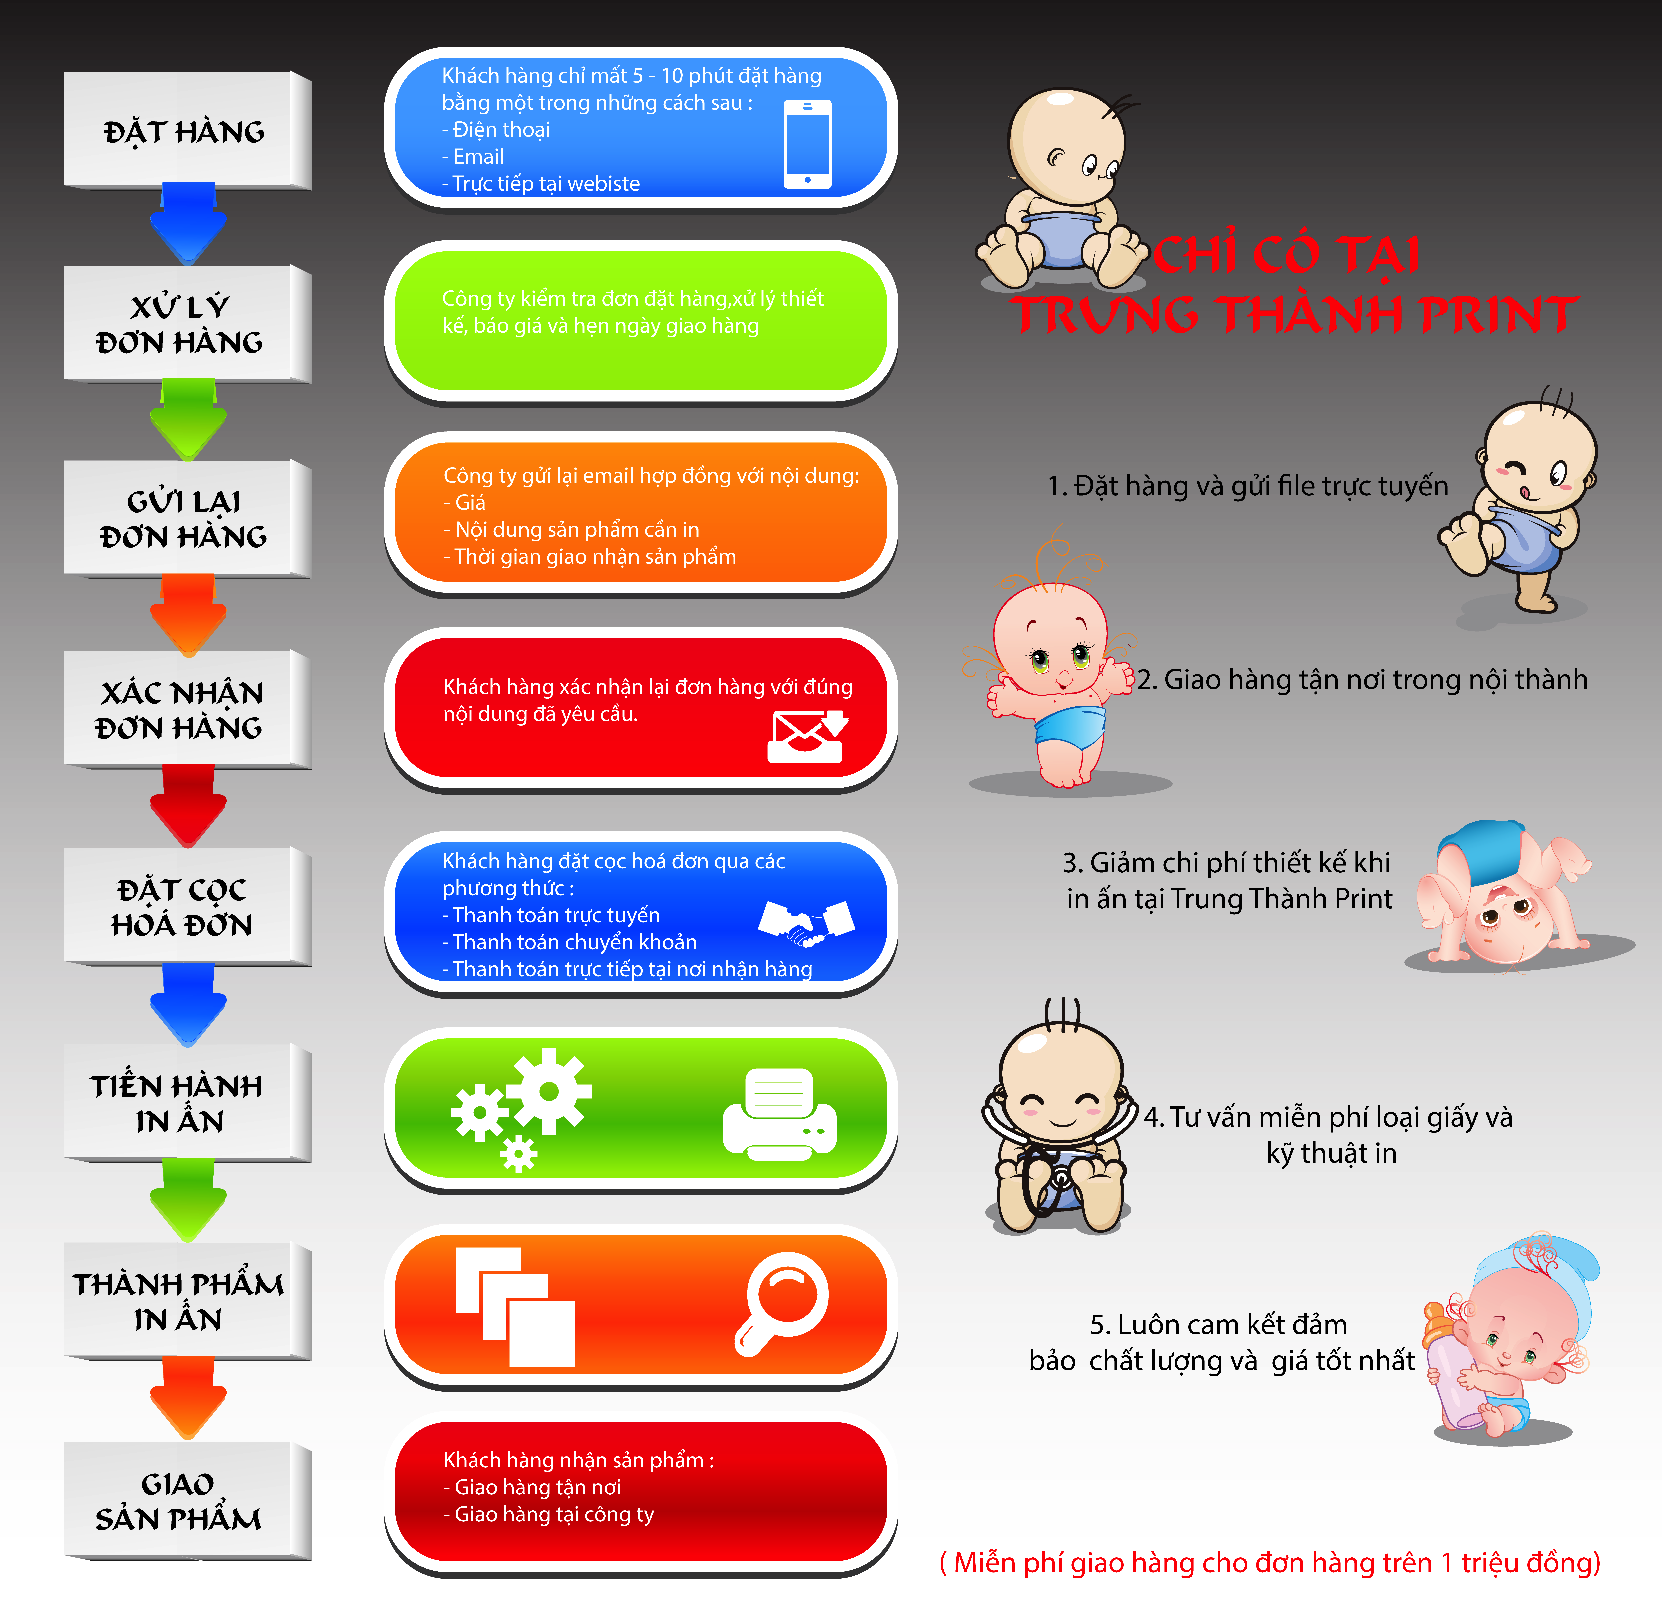 ĐẶT HÀNG
Khách hàng chỉ mất 5 - 10 phút đặt hàng
bằng một trong những cách sau :
- Điện thoại
- Email
- Trực tiếp tại webiste
XỬ LÝ
ĐƠN HÀNG
Công ty kiểm tra đơn đặt hàng,xử lý thiết
kế, báo giá và hẹn ngày giao hàng
GỬI LẠI
ĐƠN HÀNG
Công ty gửi lại email hợp đồng với nội dung:
- Giá
- Nội dung sản phẩm cần in
- Thời gian giao nhận sản phẩm
XÁC NHẬN
ĐƠN HÀNG
Khách hàng xác nhận lại đơn hàng với đúng
nội dung đã yêu cầu.
ĐẶT CỌC
HOÁ ĐƠN
Khách hàng đặt cọc hoá đơn qua các
phương thức :
- Thanh toán trực tuyến
- Thanh toán chuyển khoản
- Thanh toán trực tiếp tại nơi nhận hàng
TIẾN HÀNH
IN ẤN
THÀNH PHẨM
IN ẤN
GIAO
SẢN PHẨM
Khách hàng nhận sản phẩm :
- Giao hàng tận nơi
- Giao hàng tại công ty
CHỈ CÓ TẠI
TRUNG THÀNH PRINT
1. Đặt hàng và gửi file trực tuyến
2. Giao hàng tận nơi trong nội thành
3. Giảm chi phí thiết kế khi
in ấn tại Trung Thành Print
4. Tư vấn miễn phí loại giấy và
kỹ thuật in
5. Luôn cam kết đảm
bảo chất lượng và giá tốt nhất
( Miễn phí giao hàng cho đơn hàng trên 1 triệu đồng)